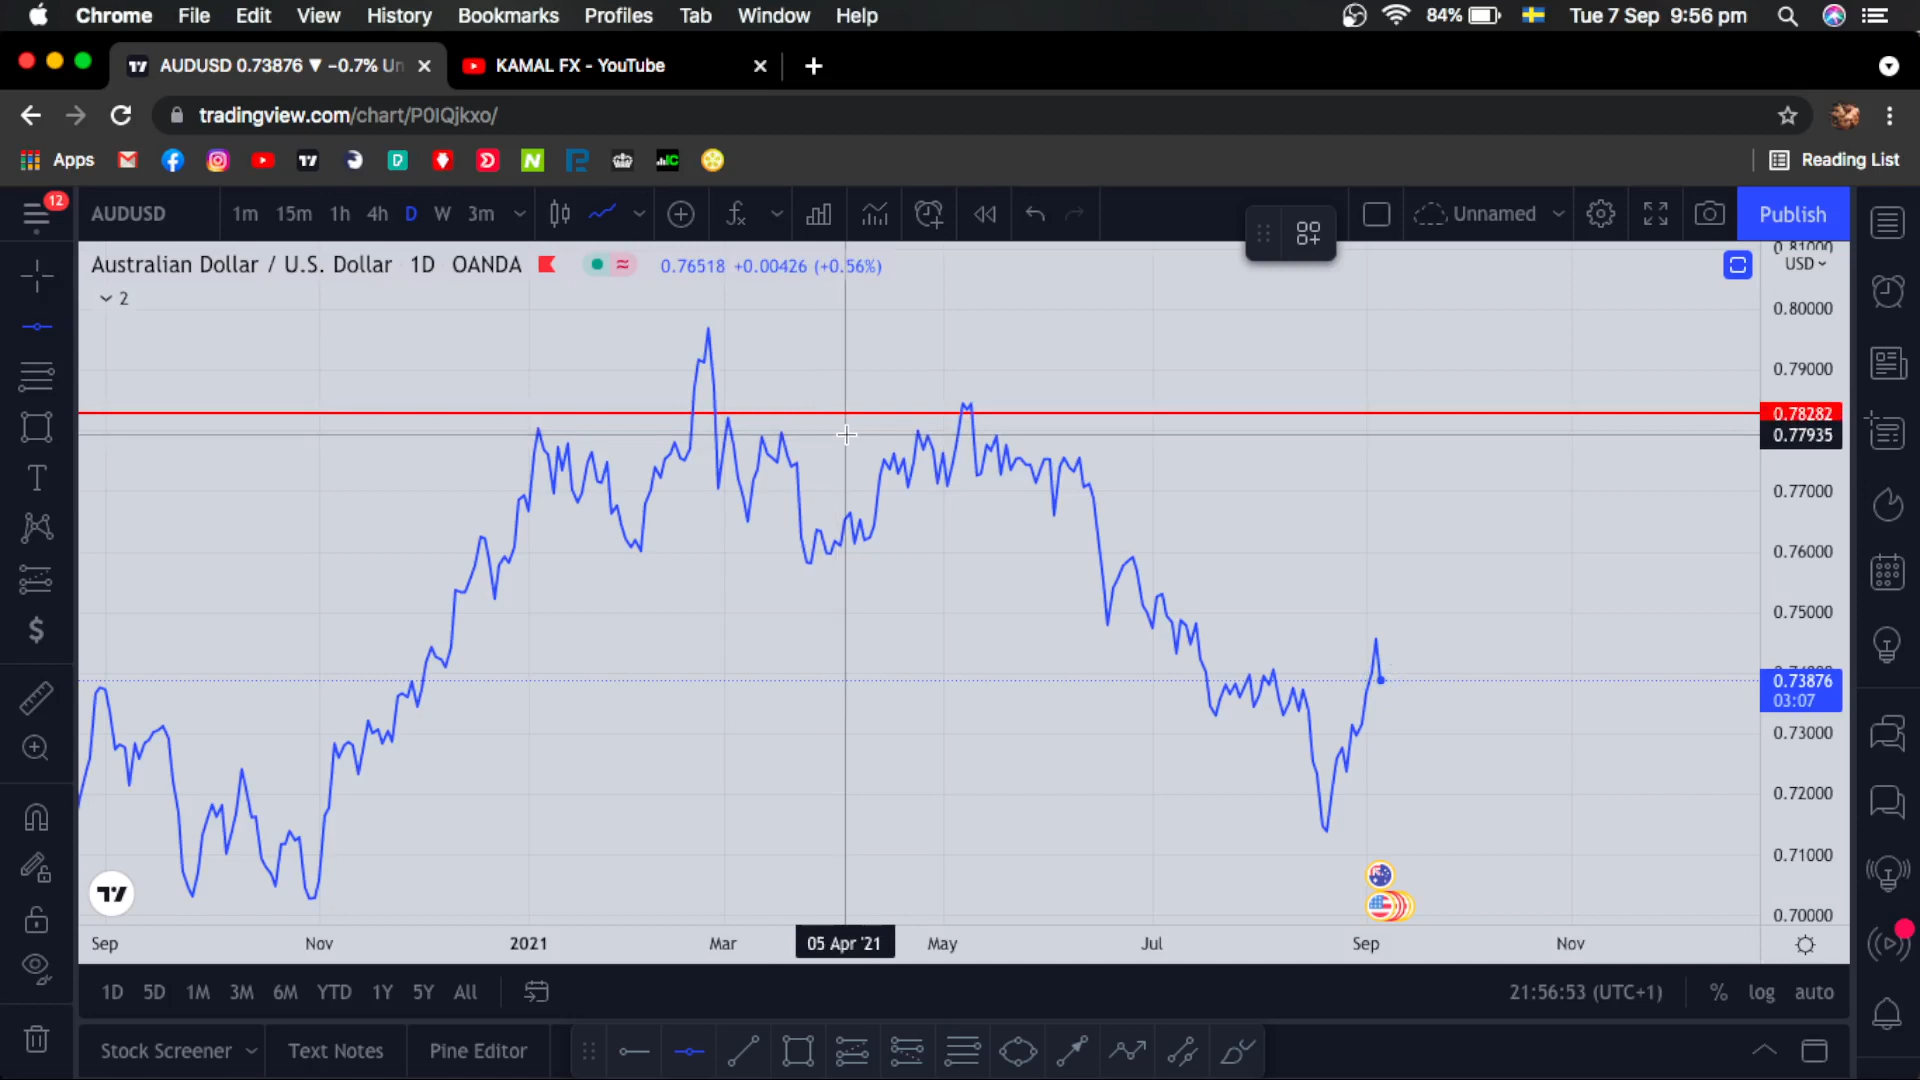 Chrome File Edit View History Bookmarks Profiles Tab Window Help 84% Tue 7 Sep 9:56 pm
AUDUSD 0.73876 ▼ −0.7% Un KAMAL FX - YouTube
tradingview.com/chart/P0IQjkxo/
Apps Reading List
12
AUDUSD 1m 15m 1h 4h D W 3m Unnamed Publish
0.81000
Australian Dollar / U.S. Dollar 1D OANDA 0.76518 +0.00426 (+0.56%) USD
2
0.80000
0.79000
0.78282
0.77935
0.77000
0.76000
0.75000
0.73876
03:07
0.73000
0.72000
0.71000
0.70000
Sep Nov 2021 Mar 05 Apr '21 May Jul Sep Nov
1D 5D 1M 3M 6M YTD 1Y 5Y All 21:56:53 (UTC+1) % log auto
Stock Screener Text Notes Pine Editor